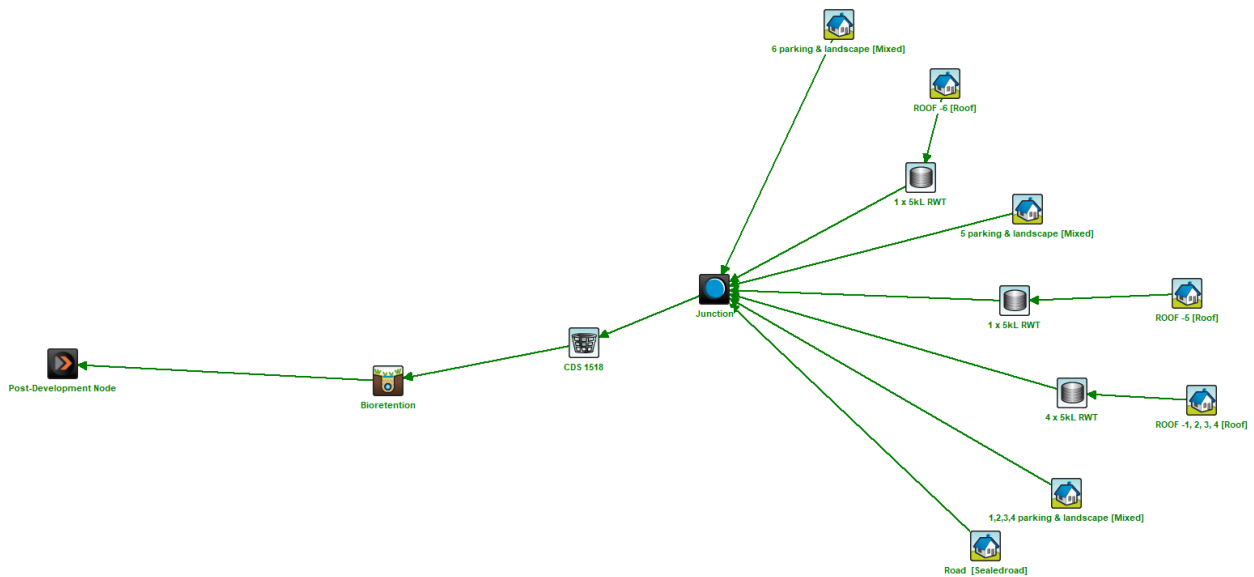 6 parking & landscape [Mixed]
ROOF -6 [Roof]
1 x 5kL RWT
5 parking & landscape [Mixed]
Junction
1 x 5kL RWT
ROOF -5 [Roof]
CDS 1518
Post-Development Node
Bioretention
4 x 5kL RWT
ROOF -1, 2, 3, 4 [Roof]
1,2,3,4 parking & landscape [Mixed]
Road  [Sealedroad]